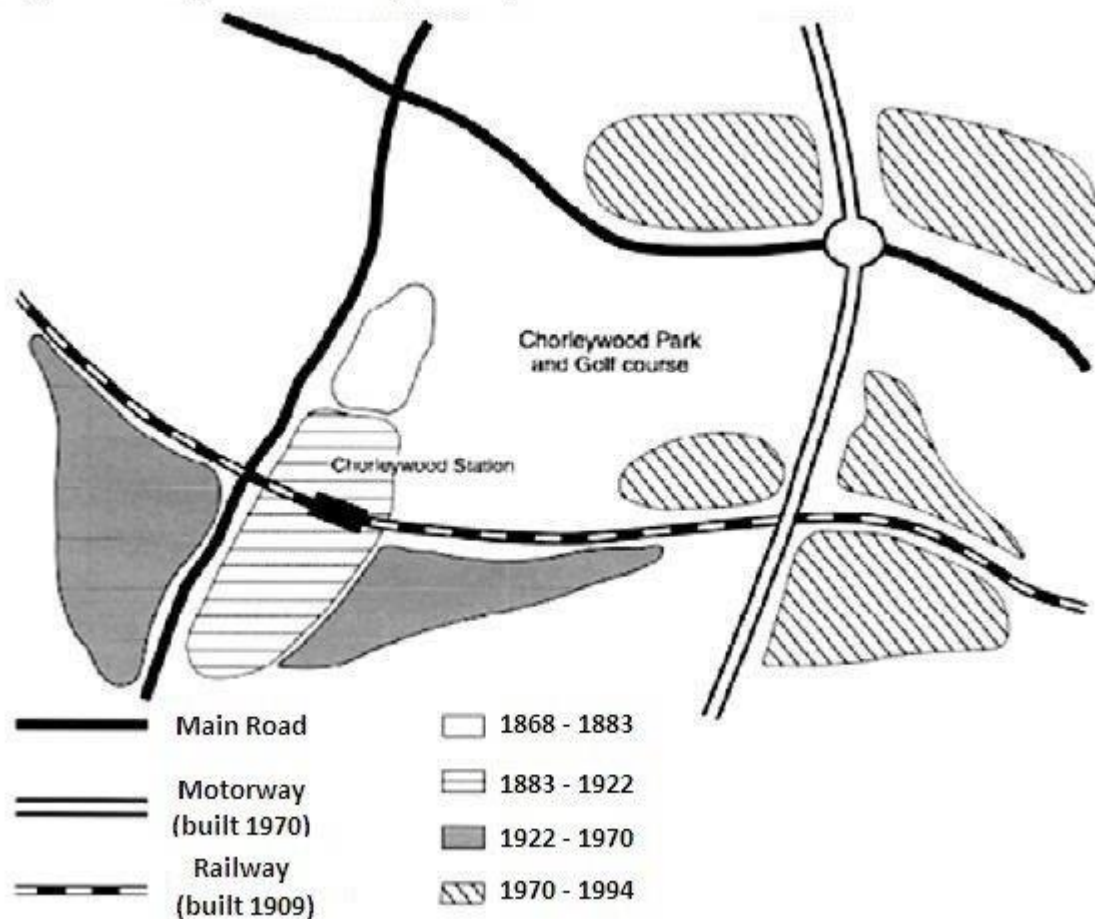 Chorleywood Park
and Golf course
Chorleywood Station
Main Road
Motorway
(built 1970)
Railway
(built 1909)
1868 - 1883
1883 - 1922
1922 - 1970
1970 - 1994